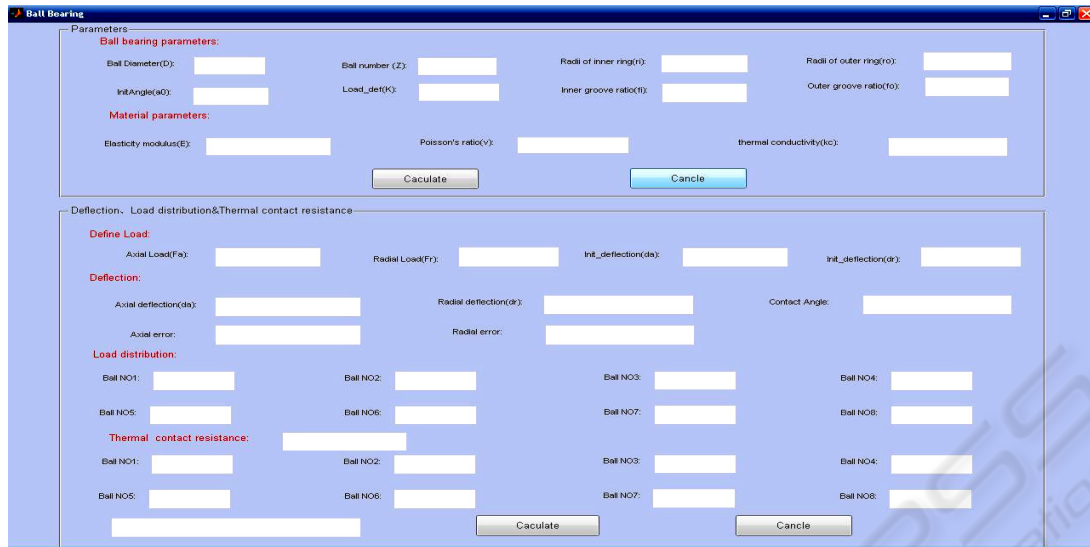 Ball Bearing
Parameters
Ball bearing parameters:
Ball Diameter(D): Ball number (Z): Radii of inner ring(ri): Radii of outer ring(ro):
InitAngle(a0): Load_def(K): Inner groove ratio(fi): Outer groove ratio(fo):
Material parameters:
Elasticity modulus(E): Poisson's ratio(v): thermal conductivity(kc):
Caculate Cancle
Deflection、Load distribution&Thermal contact resistance
Define Load:
Axial Load(Fa): Radial Load(Fr): Init_deflection(da): Init_deflection(dr):
Deflection:
Axial deflection(da): Radial deflection(dr): Contact Angle:
Axial error: Radial error:
Load distribution:
Ball NO1: Ball NO2: Ball NO3: Ball NO4:
Ball NO5: Ball NO6: Ball NO7: Ball NO8:
Thermal contact resistance:
Ball NO1: Ball NO2: Ball NO3: Ball NO4:
Ball NO5: Ball NO6: Ball NO7: Ball NO8:
Caculate Cancle